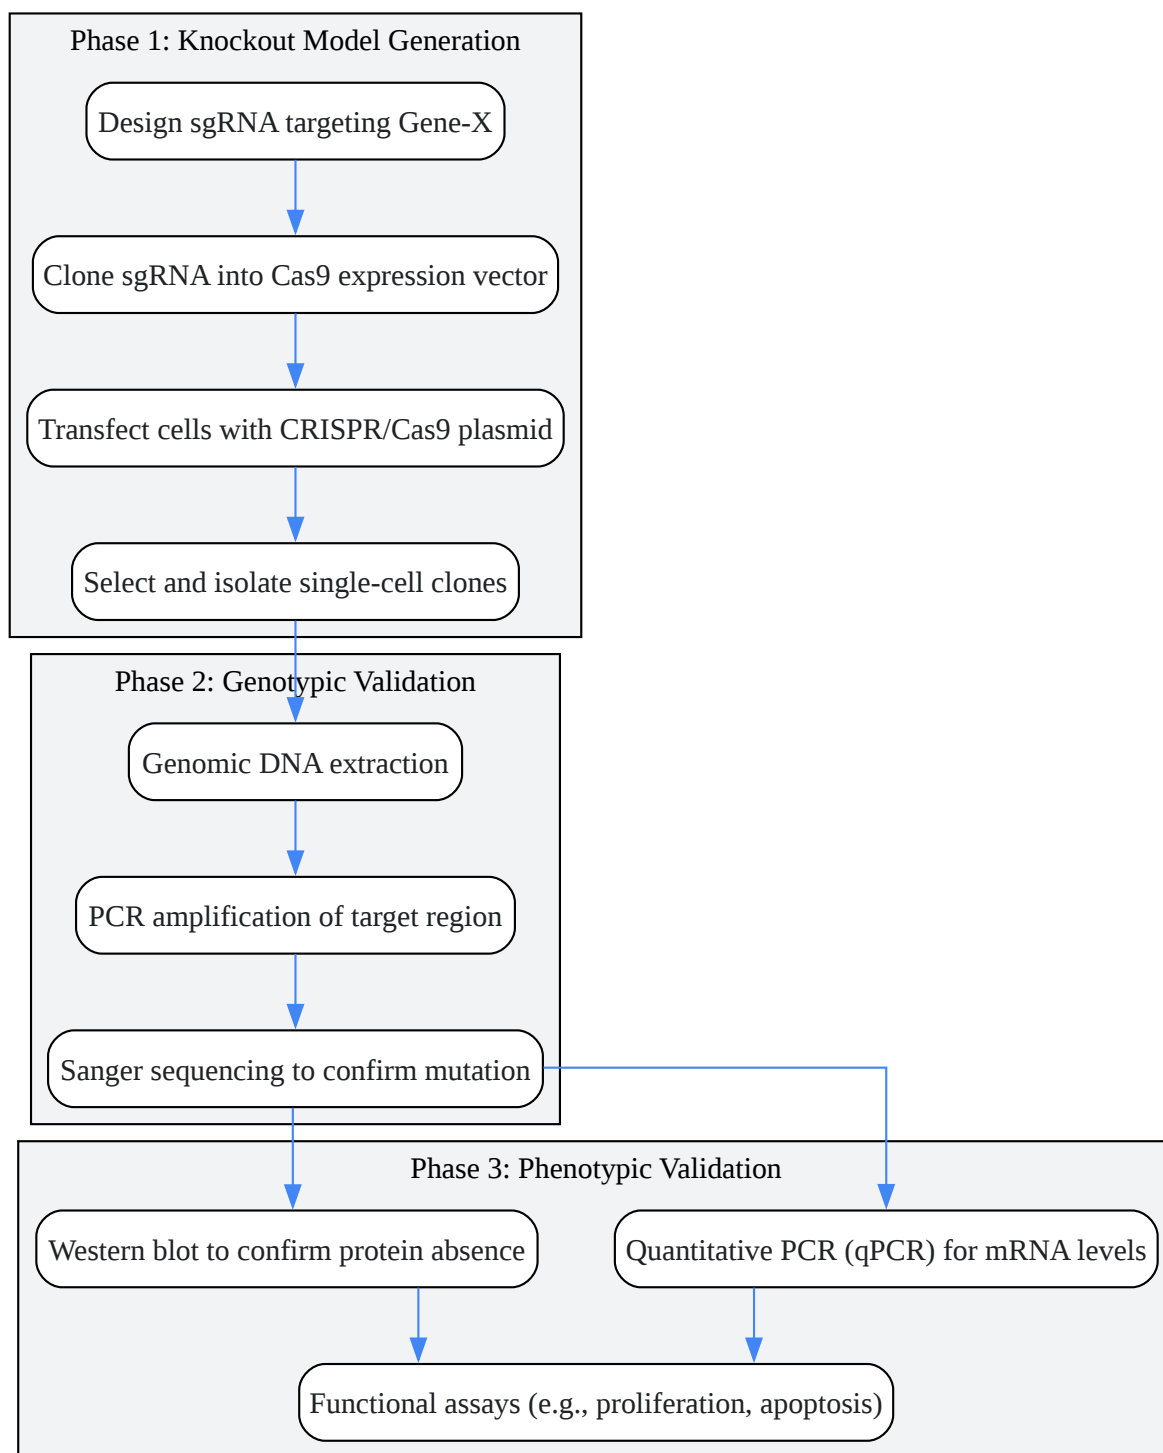 Phase 1: Knockout Model Generation
Design sgRNA targeting Gene-X
Clone sgRNA into Cas9 expression vector
Transfect cells with CRISPR/Cas9 plasmid
Select and isolate single-cell clones
Phase 2: Genotypic Validation
Genomic DNA extraction
PCR amplification of target region
Sanger sequencing to confirm mutation
Phase 3: Phenotypic Validation
Western blot to confirm protein absence
Quantitative PCR (qPCR) for mRNA levels
Functional assays (e.g., proliferation, apoptosis)